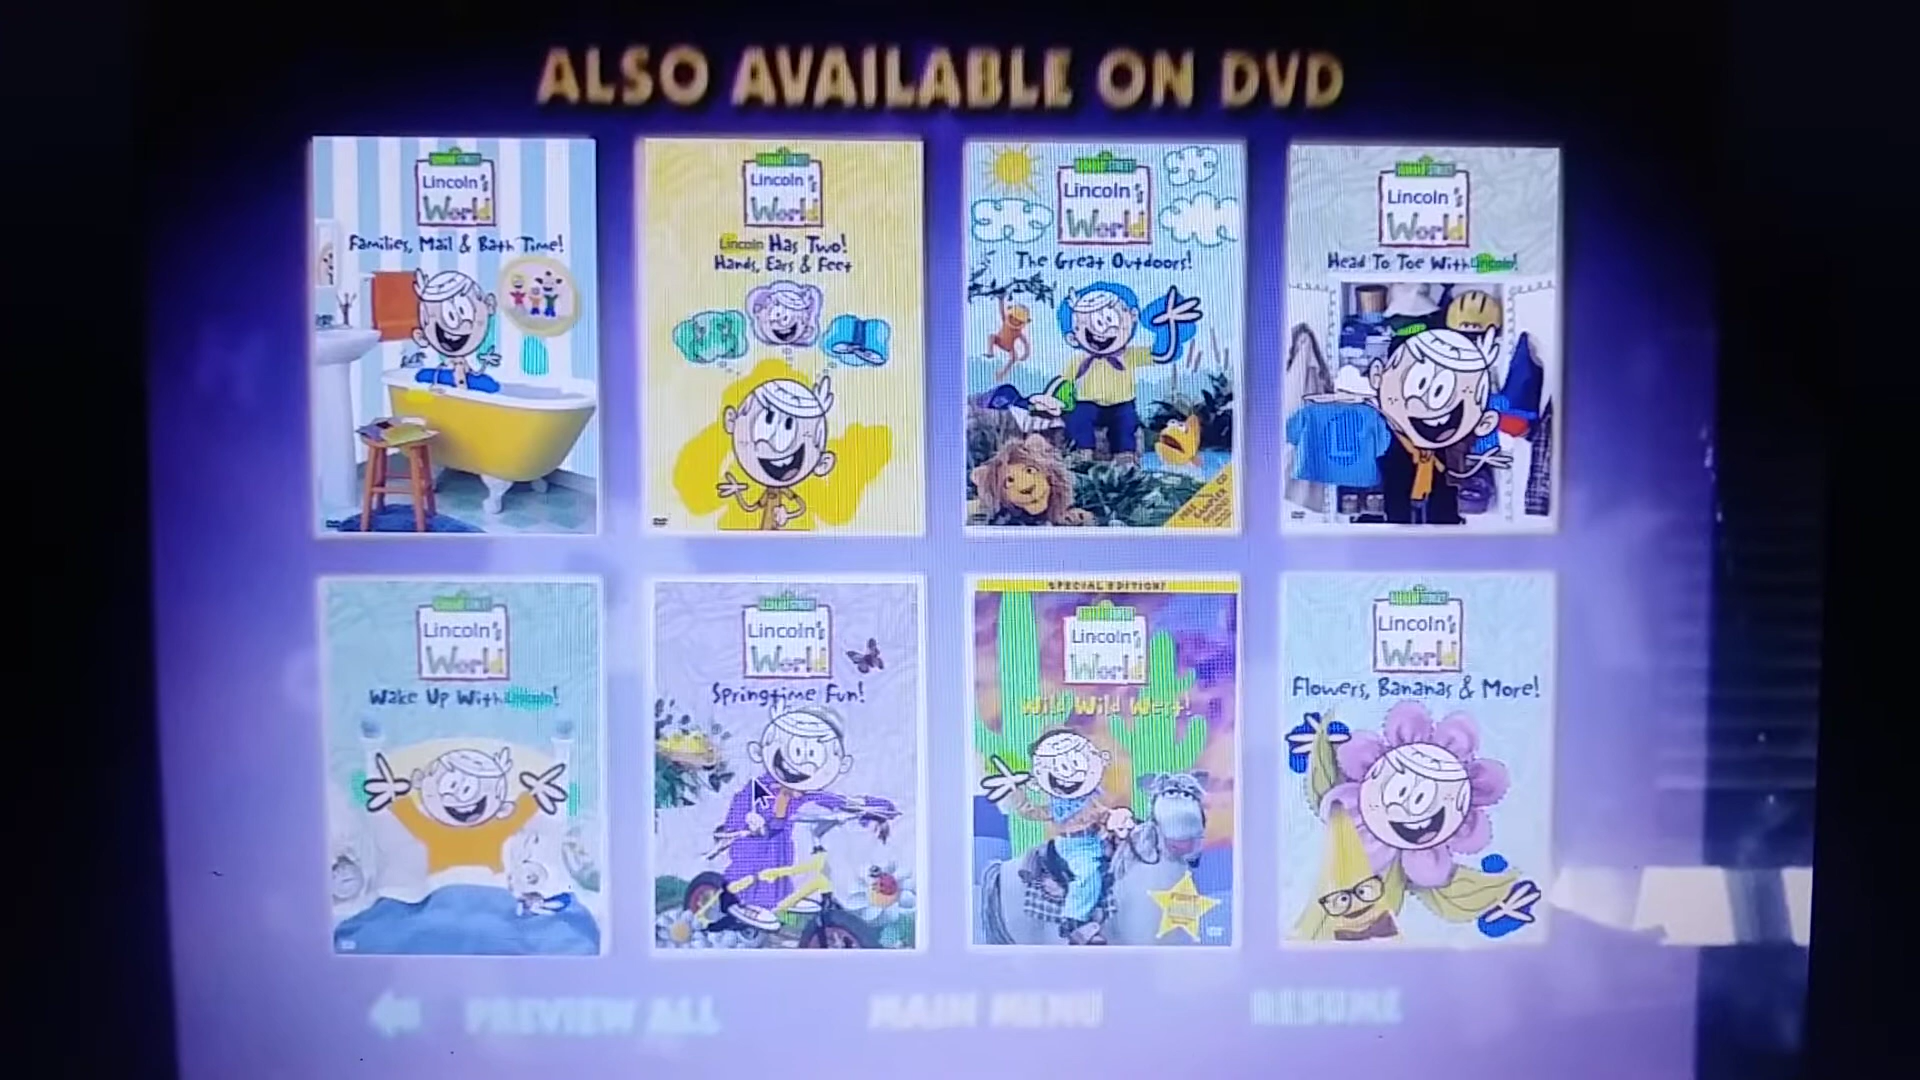 ALSO AVAILABLE ON DVD
Lincoln's
World
Families, Mail & Bath Time!
Lincoln's
World
Lincoln Has Two!
Hands, Ears & Feet
Lincoln's
World
The Great Outdoors!
Lincoln's
World
Head To Toe With Lincoln!
L
Lincoln's
World
Wake Up With Lincoln!
Lincoln's
World
Springtime Fun!
SPECIAL EDITION!
Lincoln's
World
Wild Wild West!
Lincoln's
World
Flowers, Bananas & More!
PREVIEW ALL
MAIN MENU
RESUME